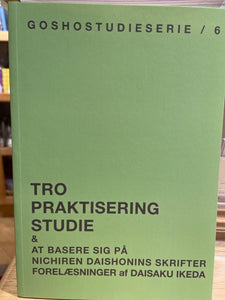 GOSHOSTUDIESERIE / 6
TRO
PRAKTISERING
STUDIE
&
AT BASERE SIG PÅ
NICHIREN DAISHONINS SKRIFTER
FORELÆSNINGER af DAISAKU IKEDA